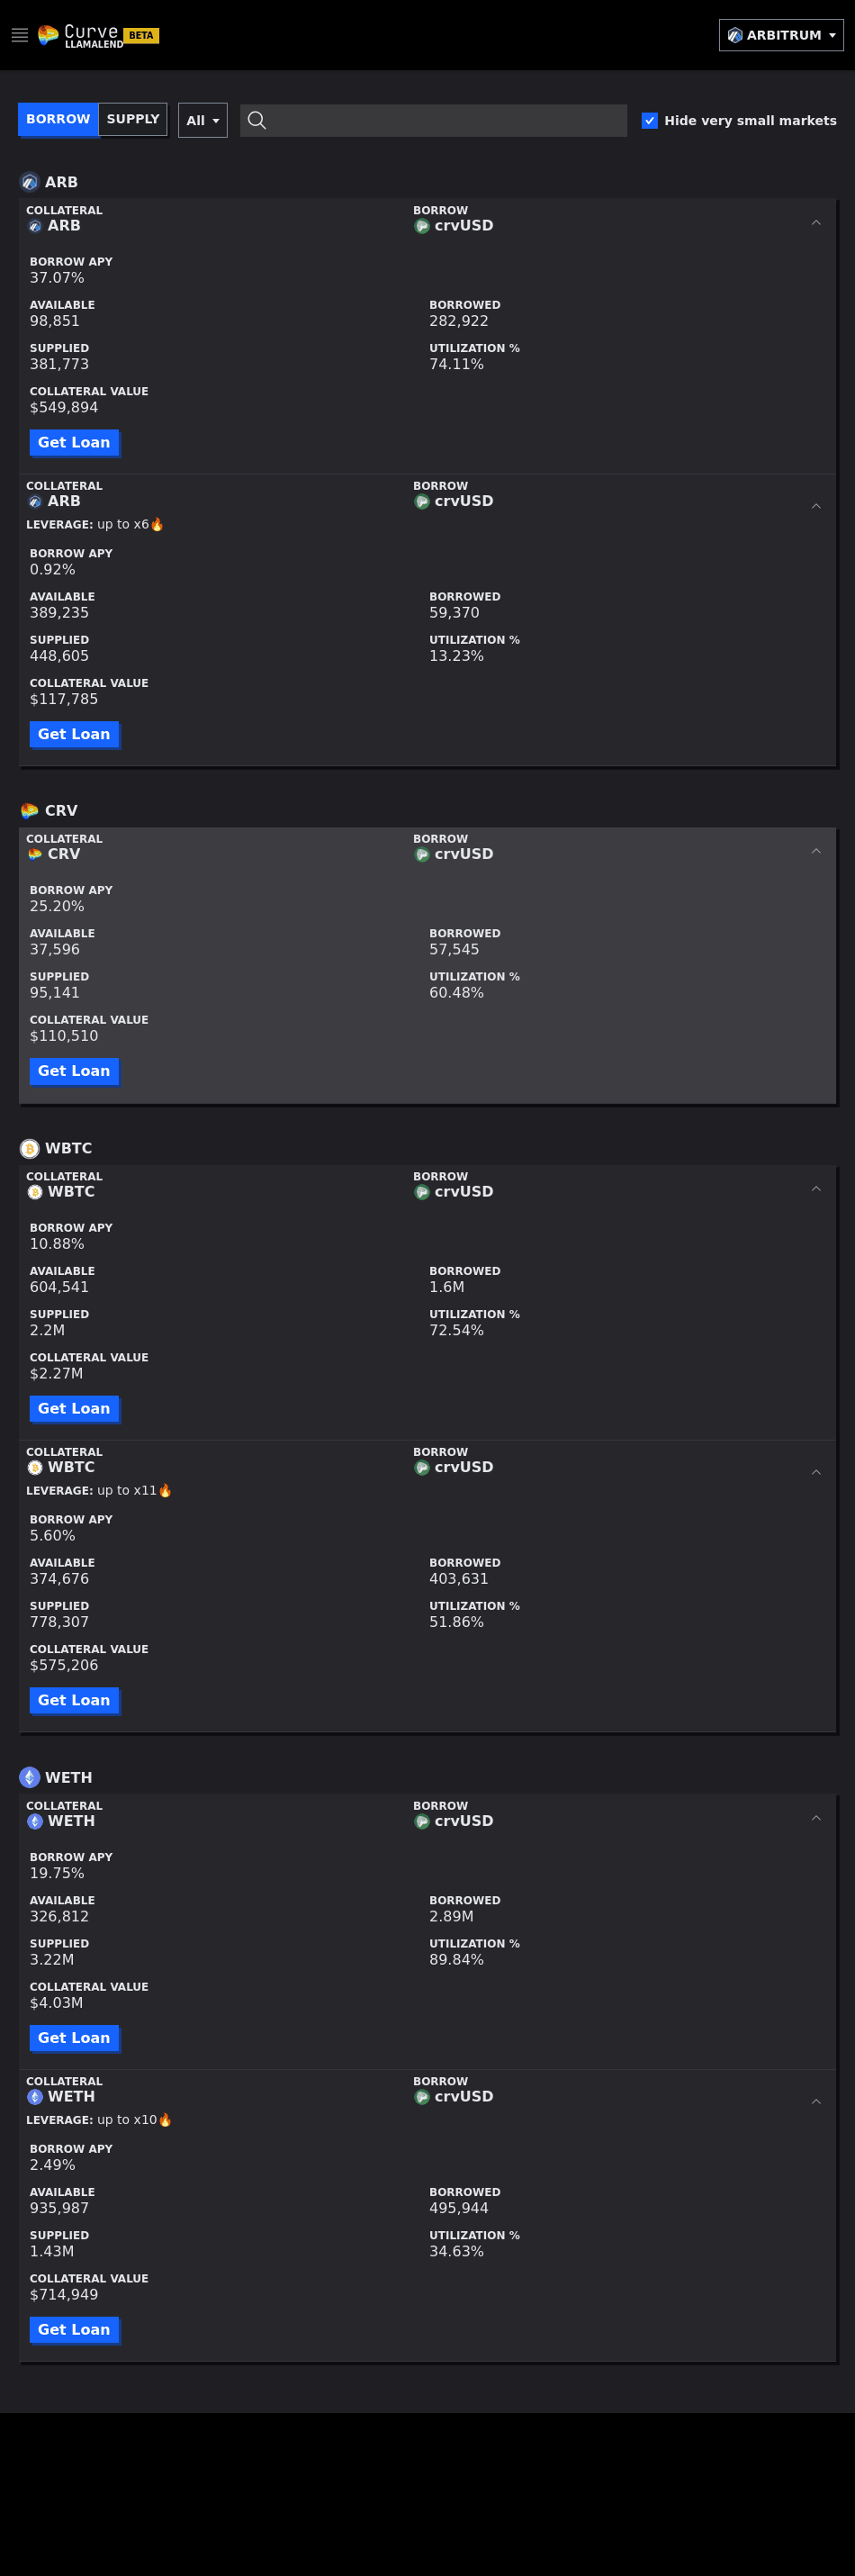 Curve
LLAMALEND BETA
ARBITRUM
BORROW SUPPLY All Hide very small markets
ARB
COLLATERAL BORROW
ARB crvUSD
BORROW APY
37.07%
AVAILABLE BORROWED
98,851 282,922
SUPPLIED UTILIZATION %
381,773 74.11%
COLLATERAL VALUE
$549,894
Get Loan
COLLATERAL BORROW
ARB crvUSD
LEVERAGE: up to x6🔥
BORROW APY
0.92%
AVAILABLE BORROWED
389,235 59,370
SUPPLIED UTILIZATION %
448,605 13.23%
COLLATERAL VALUE
$117,785
Get Loan
CRV
COLLATERAL BORROW
CRV crvUSD
BORROW APY
25.20%
AVAILABLE BORROWED
37,596 57,545
SUPPLIED UTILIZATION %
95,141 60.48%
COLLATERAL VALUE
$110,510
Get Loan
WBTC
COLLATERAL BORROW
WBTC crvUSD
BORROW APY
10.88%
AVAILABLE BORROWED
604,541 1.6M
SUPPLIED UTILIZATION %
2.2M 72.54%
COLLATERAL VALUE
$2.27M
Get Loan
COLLATERAL BORROW
WBTC crvUSD
LEVERAGE: up to x11🔥
BORROW APY
5.60%
AVAILABLE BORROWED
374,676 403,631
SUPPLIED UTILIZATION %
778,307 51.86%
COLLATERAL VALUE
$575,206
Get Loan
WETH
COLLATERAL BORROW
WETH crvUSD
BORROW APY
19.75%
AVAILABLE BORROWED
326,812 2.89M
SUPPLIED UTILIZATION %
3.22M 89.84%
COLLATERAL VALUE
$4.03M
Get Loan
COLLATERAL BORROW
WETH crvUSD
LEVERAGE: up to x10🔥
BORROW APY
2.49%
AVAILABLE BORROWED
935,987 495,944
SUPPLIED UTILIZATION %
1.43M 34.63%
COLLATERAL VALUE
$714,949
Get Loan